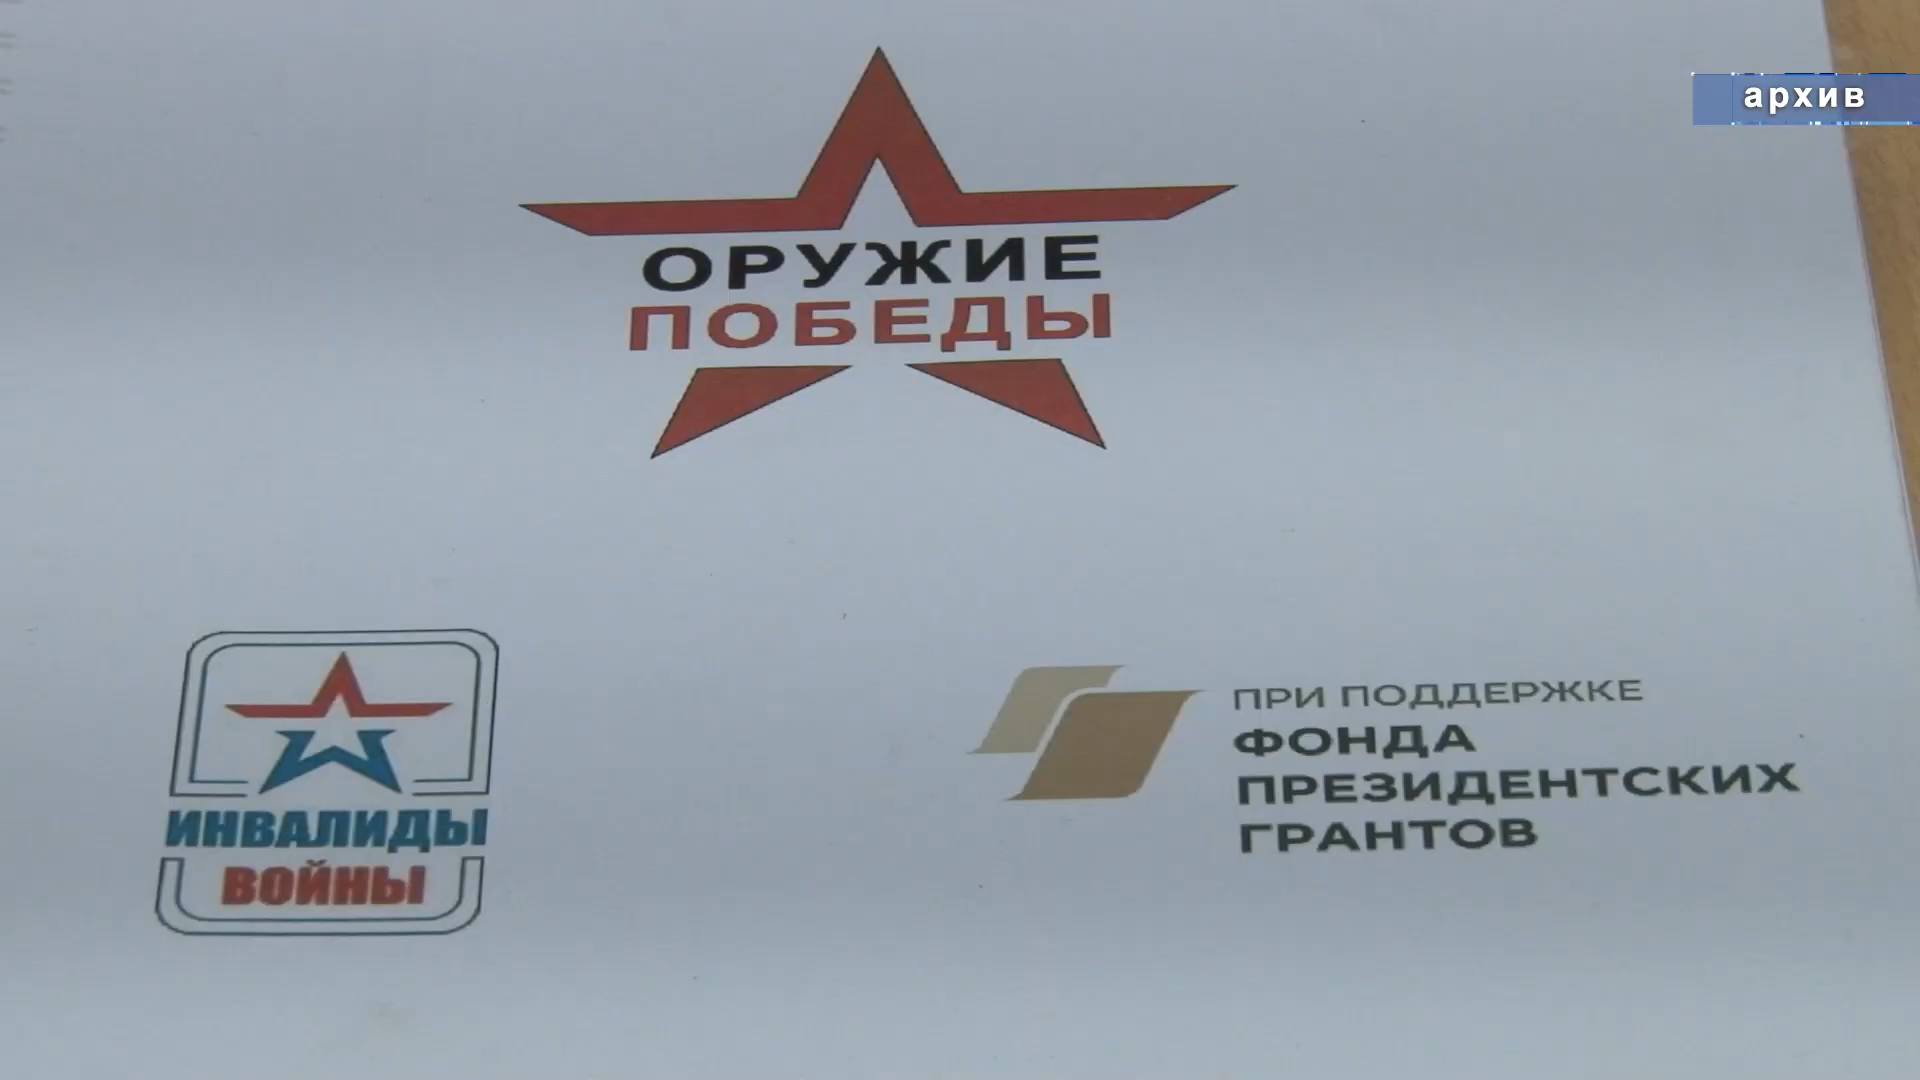 архив
ОРУЖИЕ
ПОБЕДЫ
ИНВАЛИДЫ
ВОЙНЫ
ПРИ ПОДДЕРЖКЕ
ФОНДА
ПРЕЗИДЕНТСКИХ
ГРАНТОВ